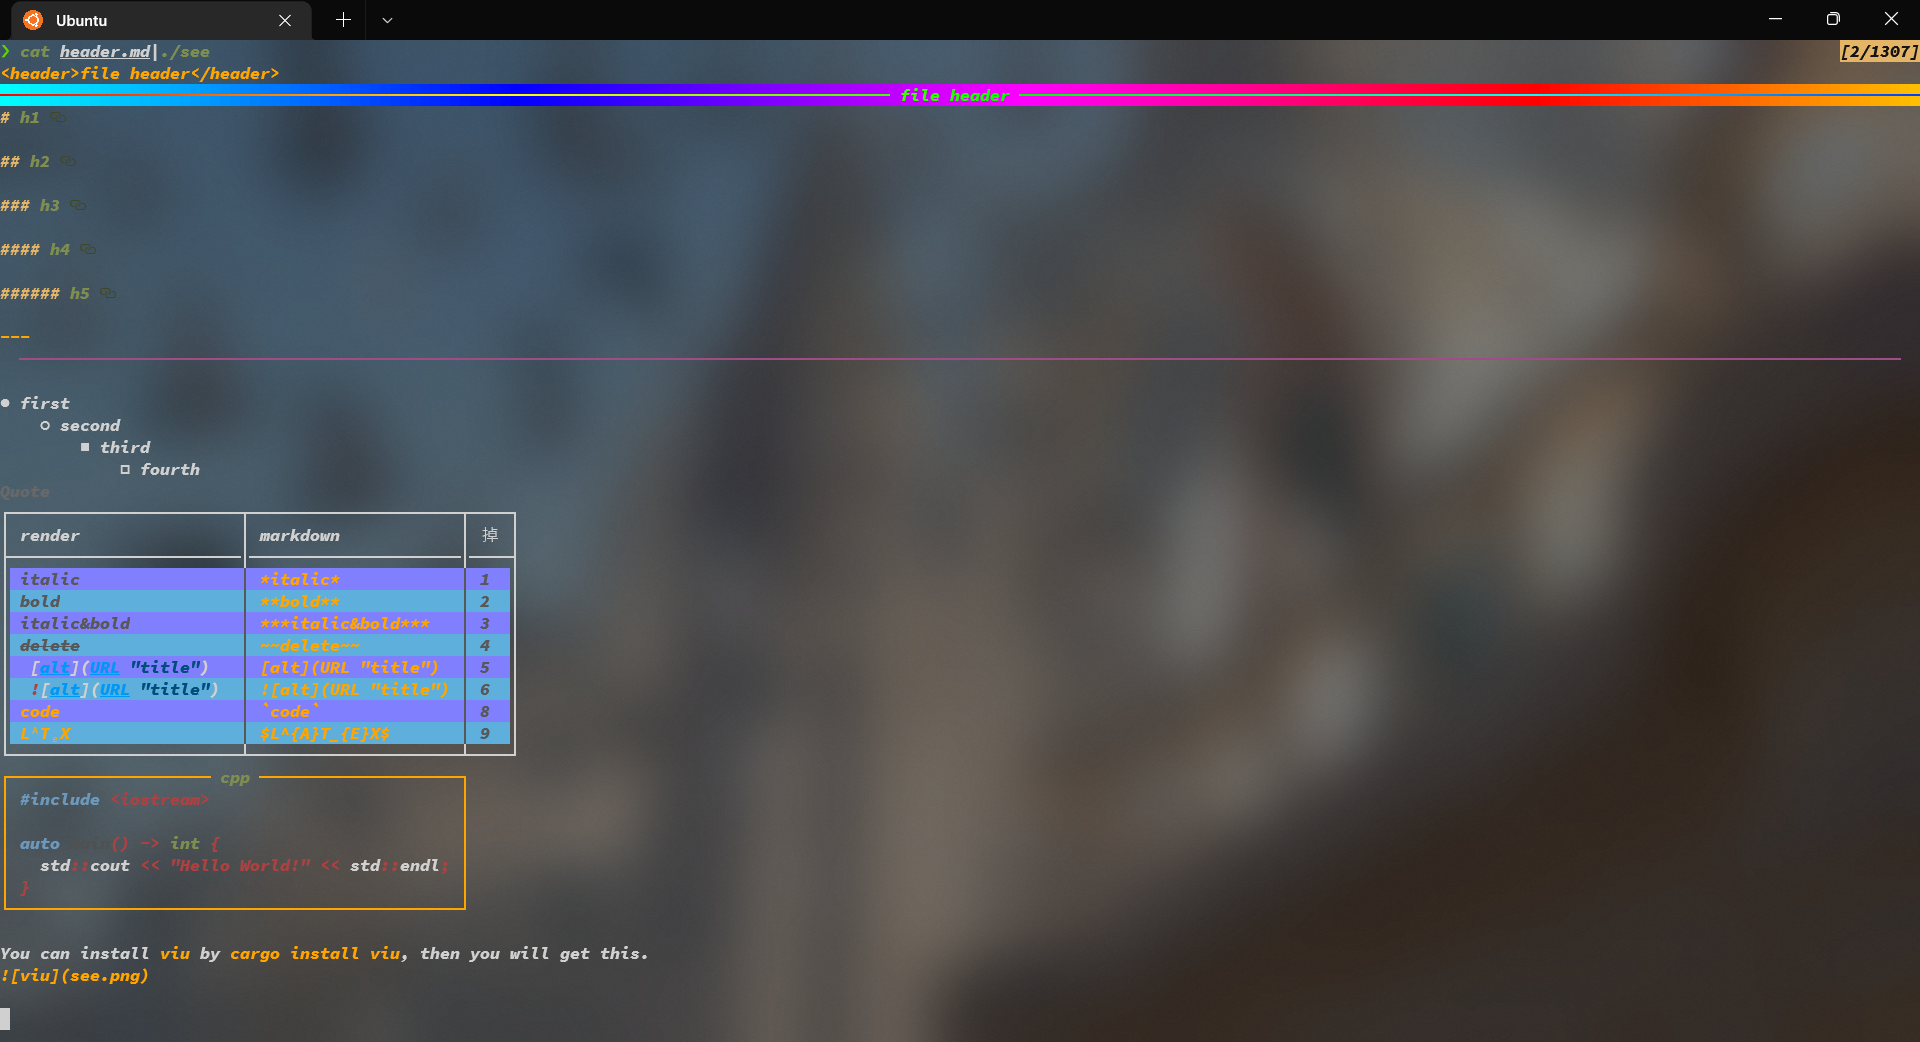 Ubuntu
❯ cat header.md|./see
[2/1307]
<header>file header</header>
file header
# h1
## h2
### h3
#### h4
###### h5
---
● first
○ second
■ third
□ fourth
Quote
render markdown 掉
italic *italic* 1
bold **bold** 2
italic&bold ***italic&bold*** 3
delete ~~delete~~ 4
[alt](URL "title") [alt](URL "title") 5
![alt](URL "title") ![alt](URL "title") 6
code `code` 8
L^T X $L^{A}T_{E}X$ 9
cpp
#include <iostream>
auto main() -> int {
std::cout << "Hello World!" << std::endl;
}
You can install viu by cargo install viu, then you will get this.
![viu](see.png)